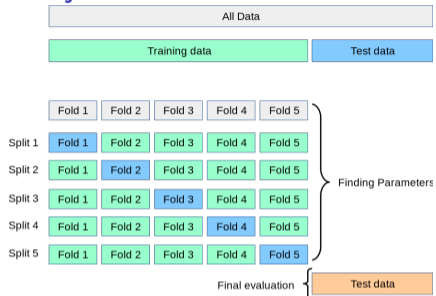 All Data
Training data Test data
Fold 1 Fold 2 Fold 3 Fold 4 Fold 5
Split 1 Fold 1 Fold 2 Fold 3 Fold 4 Fold 5
Split 2 Fold 1 Fold 2 Fold 3 Fold 4 Fold 5
Finding Parameters
Split 3 Fold 1 Fold 2 Fold 3 Fold 4 Fold 5
Split 4 Fold 1 Fold 2 Fold 3 Fold 4 Fold 5
Split 5 Fold 1 Fold 2 Fold 3 Fold 4 Fold 5
Final evaluation Test data